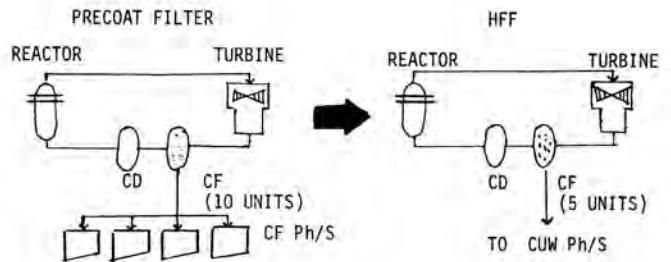 PRECOAT FILTER
REACTOR
TURBINE
CD
CF
(10 UNITS)
CF Ph/S
HFF
REACTOR
TURBINE
CD
CF
(5 UNITS)
TO CUW Ph/S